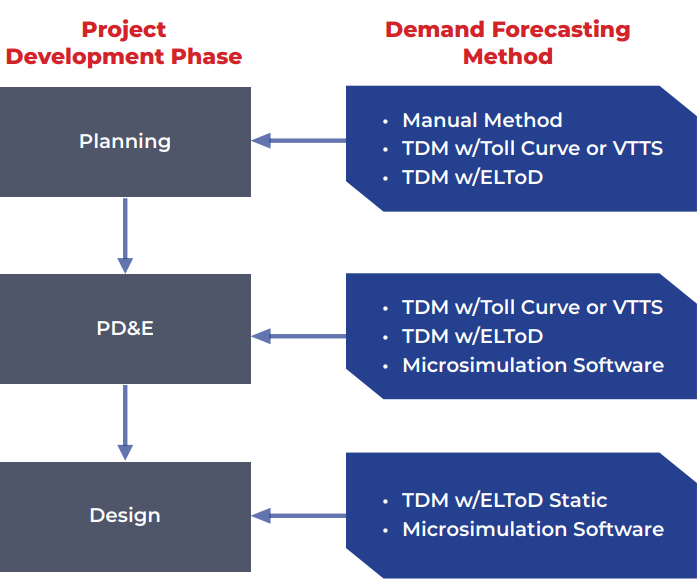 Project
Development Phase
Demand Forecasting
Method
Planning
• Manual Method
• TDM w/Toll Curve or VTTS
• TDM w/ELToD
PD&E
• TDM w/Toll Curve or VTTS
• TDM w/ELToD
• Microsimulation Software
Design
• TDM w/ELToD Static
• Microsimulation Software